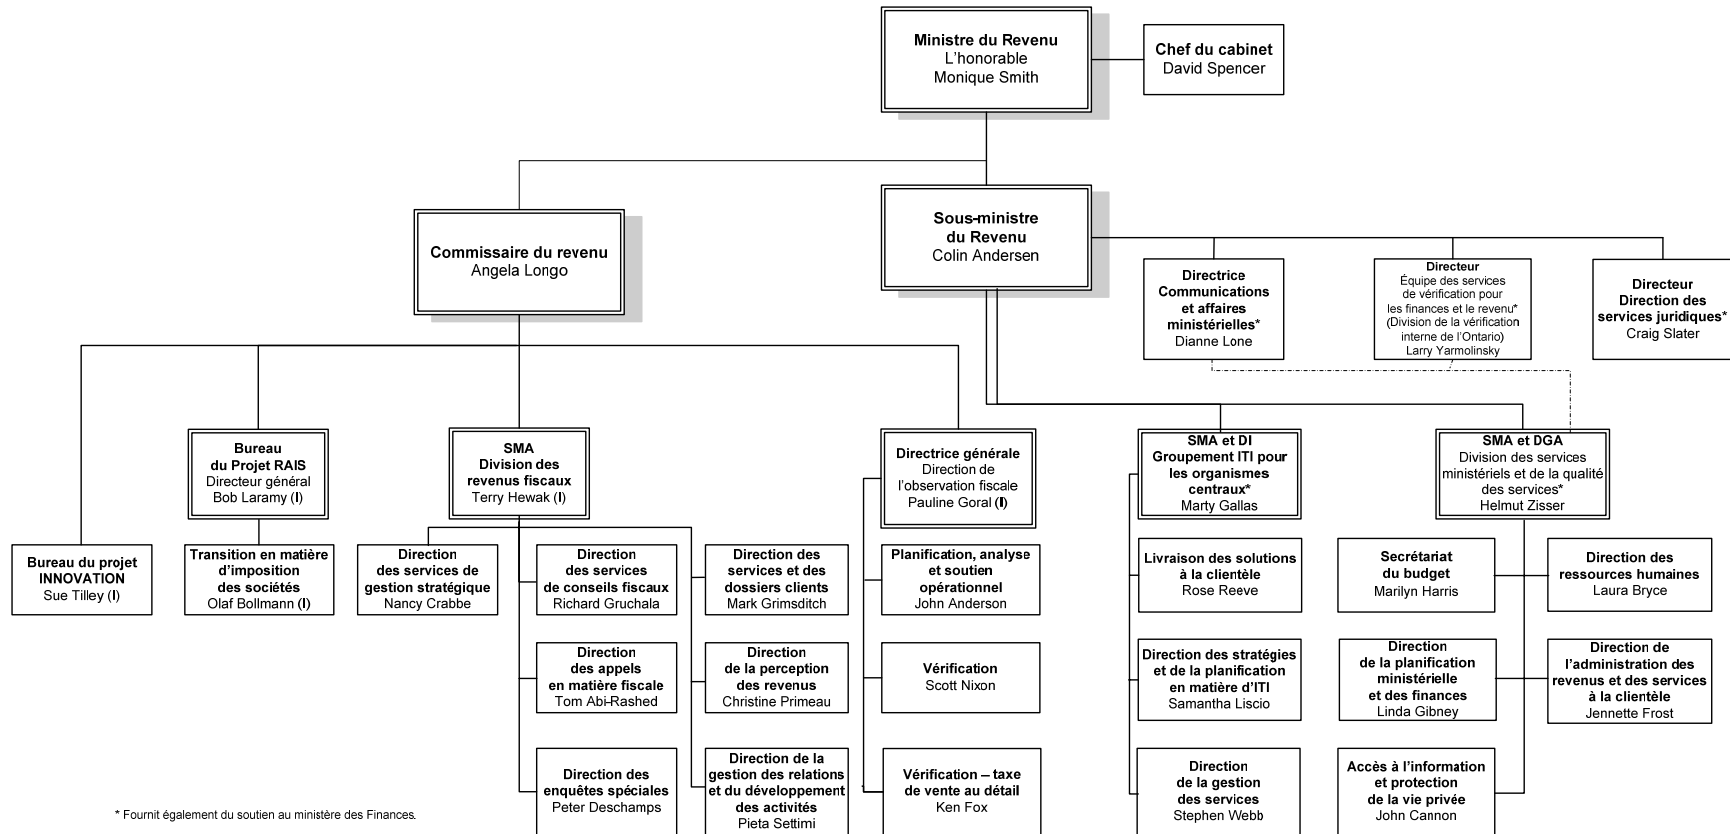 Ministre du Revenu
L'honorable
Monique Smith
Chef du cabinet
David Spencer
Commissaire du revenu
Angela Longo
Sous-ministre
du Revenu
Colin Andersen
Directrice
Communications
et affaires
ministérielles*
Dianne Lone
Directeur
Équipe des services
de vérification pour
les finances et le revenu*
(Division de la vérification
interne de l'Ontario)
Larry Yarmolinsky
Directeur
Direction des
services juridiques*
Craig Slater
Bureau
du Projet RAIS
Directeur général
Bob Laramy (I)
SMA
Division des
revenus fiscaux
Terry Hewak (I)
Directrice générale
Direction de
l'observation fiscale
Pauline Goral (I)
SMA et DI
Groupement ITI pour
les organismes
centraux*
Marty Gallas
SMA et DGA
Division des services
ministériels et de la qualité
des services*
Helmut Zisser
Bureau du projet
INNOVATION
Sue Tilley (I)
Transition en matière
d'imposition
des sociétés
Olaf Bollmann (I)
Direction
des services de
gestion stratégique
Nancy Crabbe
Direction
des services
de conseils fiscaux
Richard Gruchala
Direction des
services et des
dossiers clients
Mark Grimsditch
Planification, analyse
et soutien
opérationnel
John Anderson
Livraison des solutions
à la clientèle
Rose Reeve
Secrétariat
du budget
Marilyn Harris
Direction des
ressources humaines
Laura Bryce
Direction
des appels
en matière fiscale
Tom Abi-Rashed
Direction
de la perception
des revenus
Christine Primeau
Vérification
Scott Nixon
Direction des stratégies
et de la planification
en matière d'ITI
Samantha Liscio
Direction
de la planification
ministérielle
et des finances
Linda Gibney
Direction de
l'administration des
revenus et des services
à la clientèle
Jennette Frost
Direction des
enquêtes spéciales
Peter Deschamps
Direction de la
gestion des relations
et du développement
des activités
Pieta Settimi
Vérification – taxe
de vente au détail
Ken Fox
Direction
de la gestion
des services
Stephen Webb
Accès à l'information
et protection
de la vie privée
John Cannon
* Fournit également du soutien au ministère des Finances.